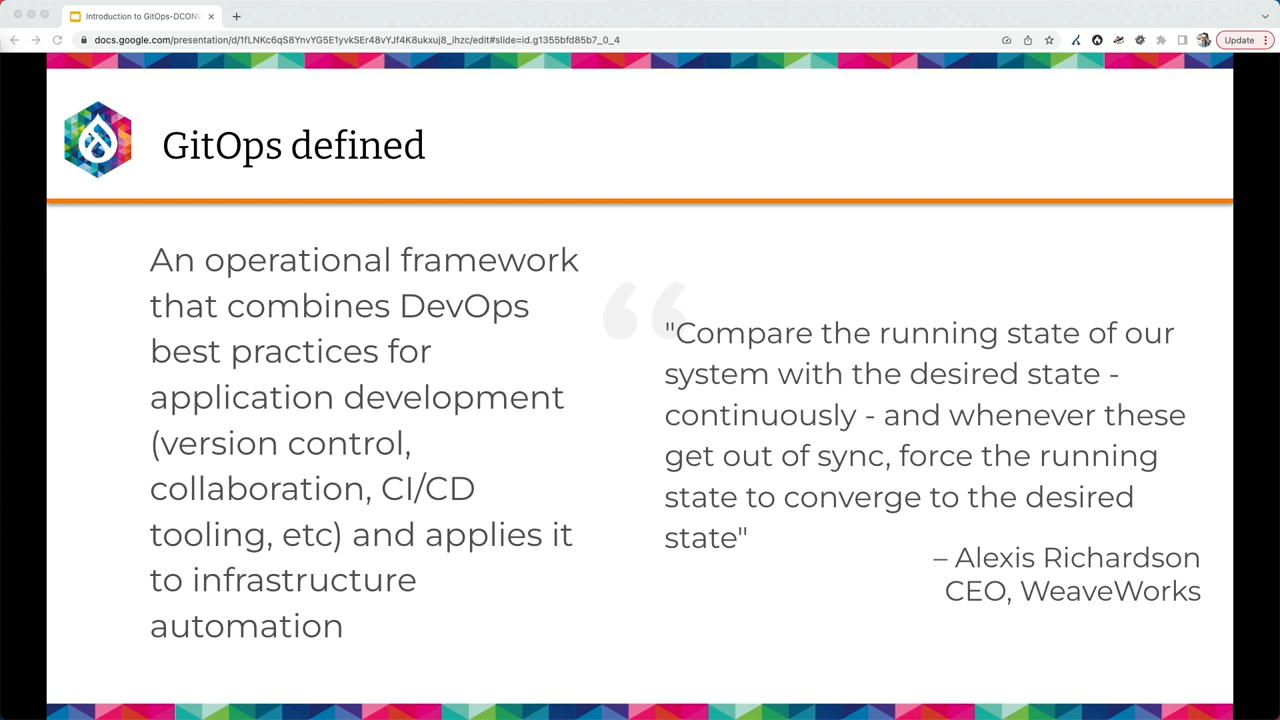 Introduction to GitOps-DCON
docs.google.com/presentation/d/1fLNKc6qS8YnvYG5E1yvkSEr48vYJf4K8ukxuj8_ihzc/edit#slide=id.g1355bfd85b7_0_4
Update
GitOps defined
An operational framework
that combines DevOps
best practices for
application development
(version control,
collaboration, CI/CD
tooling, etc) and applies it
to infrastructure
automation
“
"Compare the running state of our
system with the desired state -
continuously - and whenever these
get out of sync, force the running
state to converge to the desired
state"
– Alexis Richardson
CEO, WeaveWorks